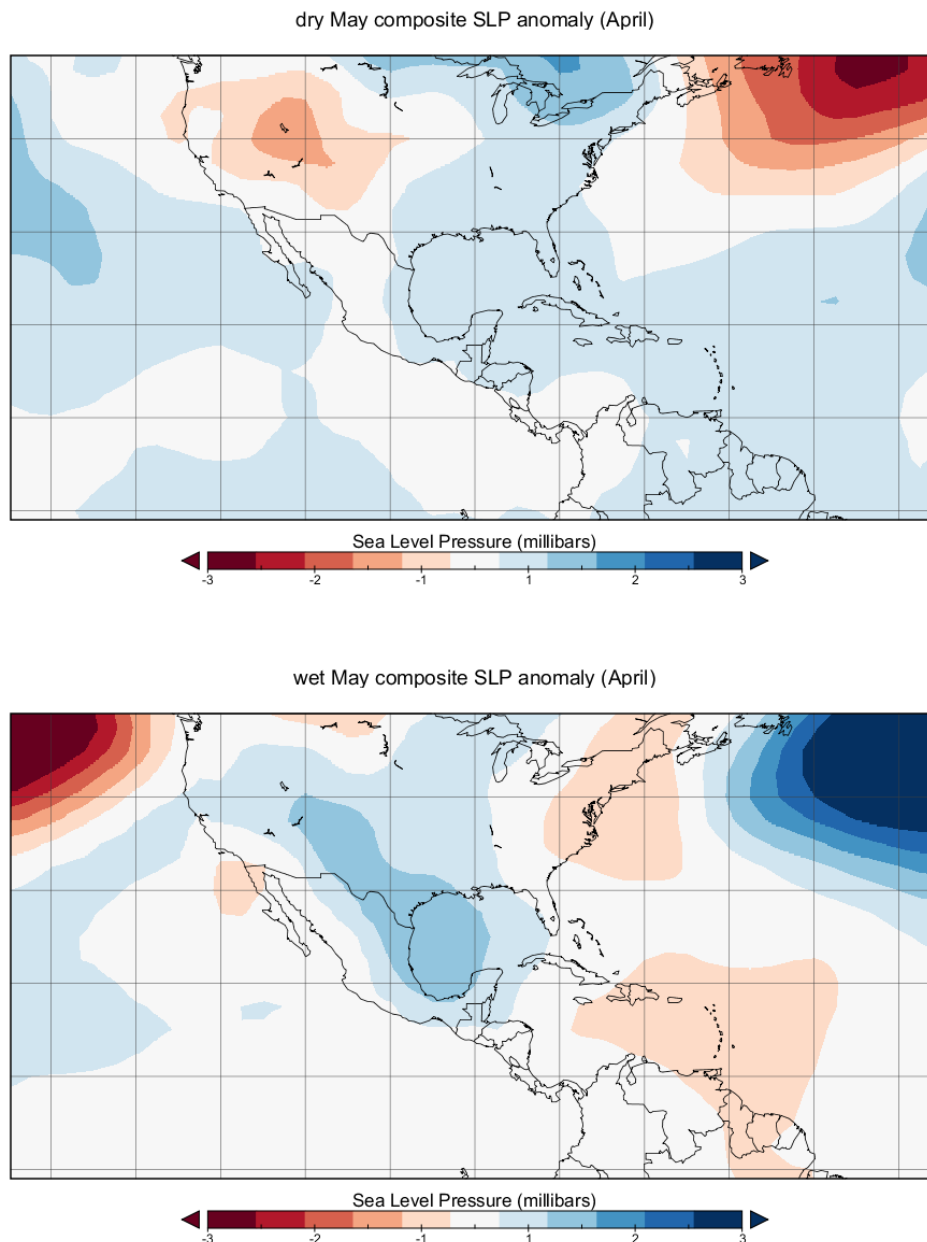 dry May composite SLP anomaly (April)
Sea Level Pressure (millibars)
-3 -2 -1 1 2 3
wet May composite SLP anomaly (April)
Sea Level Pressure (millibars)
-3 -2 -1 1 2 3